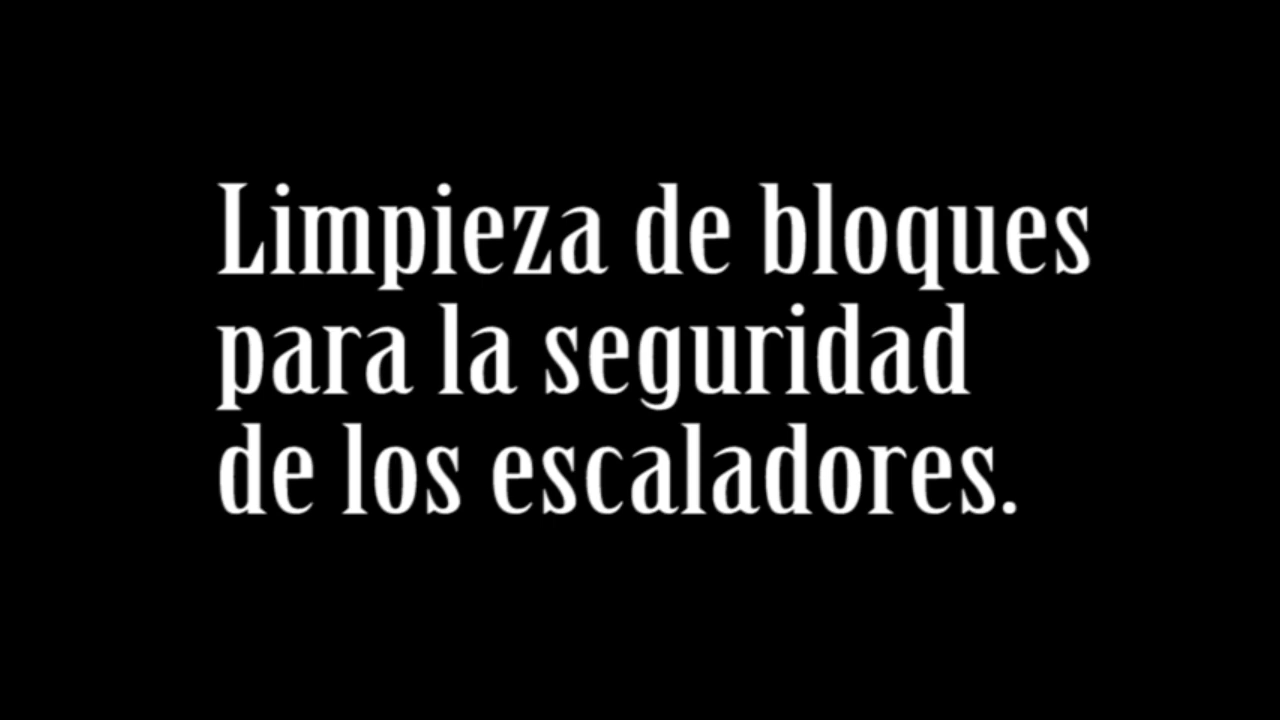 Limpieza de bloques
para la seguridad
de los escaladores.